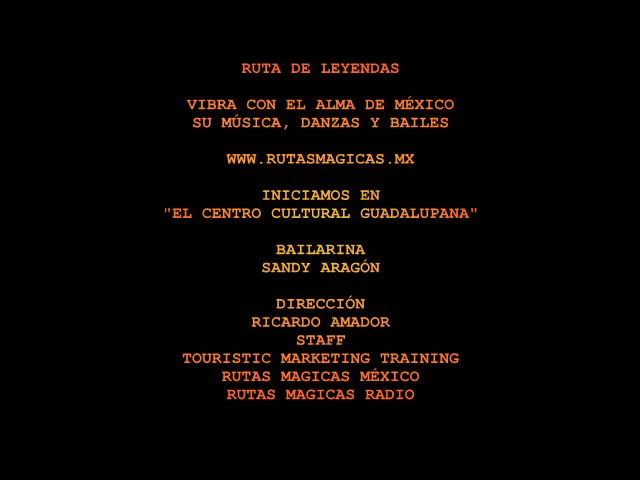 RUTA DE LEYENDAS
VIBRA CON EL ALMA DE MÉXICO
SU MÚSICA, DANZAS Y BAILES
WWW.RUTASMAGICAS.MX
INICIAMOS EN
"EL CENTRO CULTURAL GUADALUPANA"
BAILARINA
SANDY ARAGÓN
DIRECCIÓN
RICARDO AMADOR
STAFF
TOURISTIC MARKETING TRAINING
RUTAS MAGICAS MÉXICO
RUTAS MAGICAS RADIO